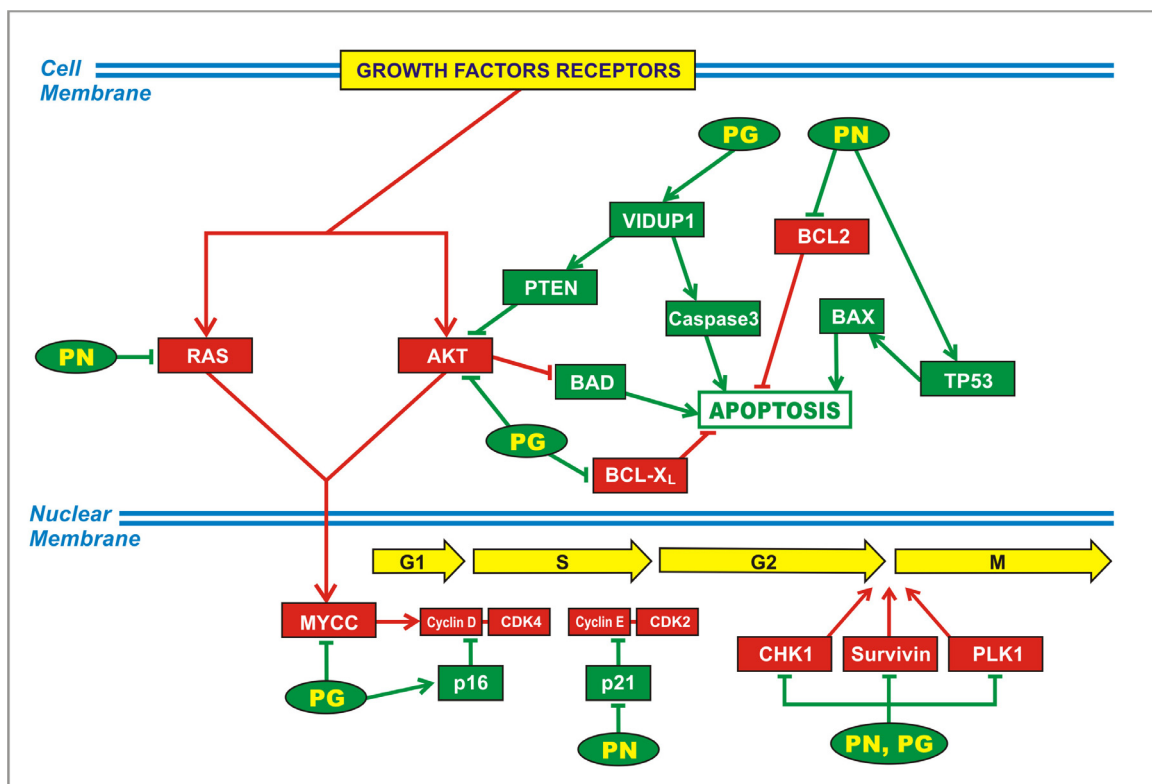 Cell
Membrane
GROWTH FACTORS RECEPTORS
PG
PN
VIDUP1
BCL2
PTEN
Caspase3
BAX
PN
RAS
AKT
BAD
TP53
APOPTOSIS
PG
BCL-XL
Nuclear
Membrane
G1
S
G2
M
MYCC
Cyclin D
CDK4
Cyclin E
CDK2
CHK1
Survivin
PLK1
PG
p16
p21
PN
PN, PG